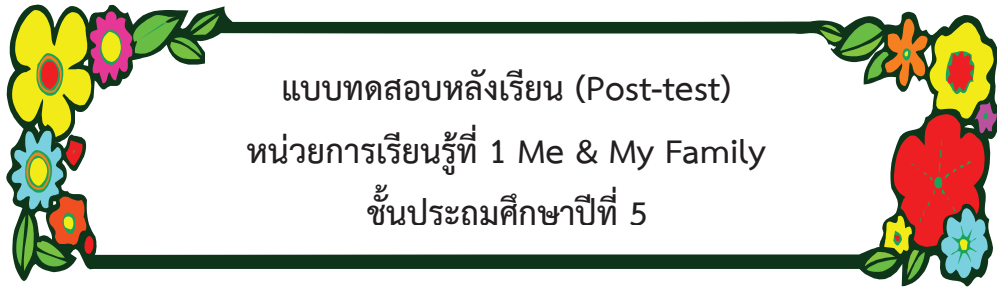 แบบทดสอบหลังเรียน (Post-test)
หน่วยการเรียนรู้ที่ 1 Me & My Family
ชั้นประถมศึกษาปีที่ 5